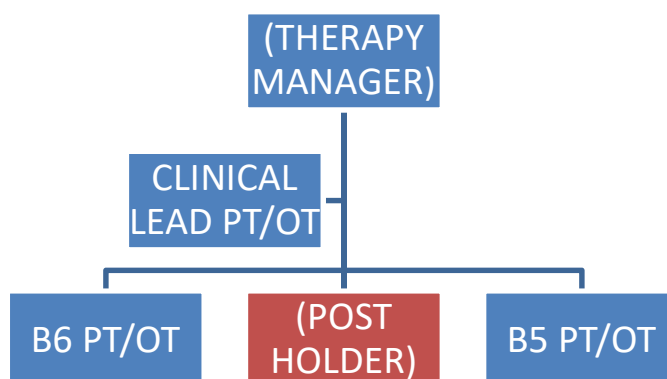 (THERAPY
MANAGER)
CLINICAL
LEAD PT/OT
B6 PT/OT
(POST
HOLDER)
B5 PT/OT